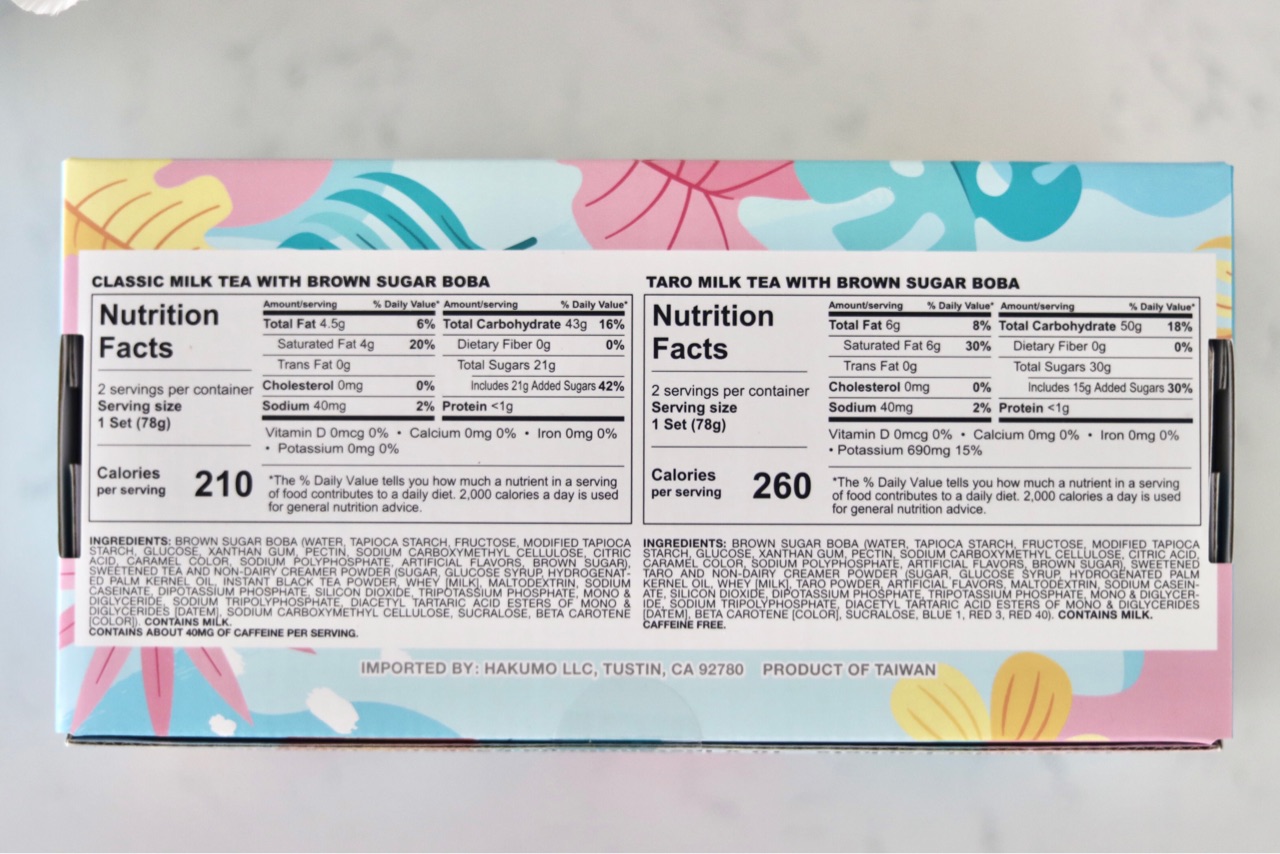 CLASSIC MILK TEA WITH BROWN SUGAR BOBA
Nutrition
Facts
2 servings per container
Serving size
1 Set (78g)
Calories
per serving
210
Amount/serving % Daily Value*
Total Fat 4.5g 6%
Saturated Fat 4g 20%
Trans Fat 0g
Cholesterol 0mg 0%
Sodium 40mg 2%
Amount/serving % Daily Value*
Total Carbohydrate 43g 16%
Dietary Fiber 0g 0%
Total Sugars 21g
Includes 21g Added Sugars 42%
Protein <1g
Vitamin D 0mcg 0% • Calcium 0mg 0% • Iron 0mg 0%
• Potassium 0mg 0%
*The % Daily Value tells you how much a nutrient in a serving
of food contributes to a daily diet. 2,000 calories a day is used
for general nutrition advice.
INGREDIENTS: BROWN SUGAR BOBA (WATER, TAPIOCA STARCH, FRUCTOSE, MODIFIED TAPIOCA
STARCH, GLUCOSE, XANTHAN GUM, PECTIN, SODIUM CARBOXYMETHYL CELLULOSE, CITRIC
ACID, CARAMEL COLOR, SODIUM POLYPHOSPHATE, ARTIFICIAL FLAVORS, BROWN SUGAR),
SWEETENED TEA AND NON-DAIRY CREAMER POWDER (SUGAR, GLUCOSE SYRUP, HYDROGENAT-
ED PALM KERNEL OIL, INSTANT BLACK TEA POWDER, WHEY [MILK], MALTODEXTRIN, SODIUM
CASEINATE, DIPOTASSIUM PHOSPHATE, SILICON DIOXIDE, TRIPOTASSIUM PHOSPHATE, MONO &
DIGLYCERIDE, SODIUM TRIPOLYPHOSPHATE, DIACETYL TARTARIC ACID ESTERS OF MONO &
DIGLYCERIDES [DATEM], SODIUM CARBOXYMETHYL CELLULOSE, SUCRALOSE, BETA CAROTENE
[COLOR]). CONTAINS MILK.
CONTAINS ABOUT 40MG OF CAFFEINE PER SERVING.
TARO MILK TEA WITH BROWN SUGAR BOBA
Nutrition
Facts
2 servings per container
Serving size
1 Set (78g)
Calories
per serving
260
Amount/serving % Daily Value*
Total Fat 6g 8%
Saturated Fat 6g 30%
Trans Fat 0g
Cholesterol 0mg 0%
Sodium 40mg 2%
Amount/serving % Daily Value*
Total Carbohydrate 50g 18%
Dietary Fiber 0g 0%
Total Sugars 30g
Includes 15g Added Sugars 30%
Protein <1g
Vitamin D 0mcg 0% • Calcium 0mg 0% • Iron 0mg 0%
• Potassium 690mg 15%
*The % Daily Value tells you how much a nutrient in a serving
of food contributes to a daily diet. 2,000 calories a day is used
for general nutrition advice.
INGREDIENTS: BROWN SUGAR BOBA (WATER, TAPIOCA STARCH, FRUCTOSE, MODIFIED TAPIOCA
STARCH, GLUCOSE, XANTHAN GUM, PECTIN, SODIUM CARBOXYMETHYL CELLULOSE, CITRIC ACID,
CARAMEL COLOR, SODIUM POLYPHOSPHATE, ARTIFICIAL FLAVORS, BROWN SUGAR), SWEETENED
TARO AND NON-DAIRY CREAMER POWDER (SUGAR, GLUCOSE SYRUP, HYDROGENATED PALM
KERNEL OIL, WHEY [MILK], TARO POWDER, ARTIFICIAL FLAVORS, MALTODEXTRIN, SODIUM CASEIN-
ATE, SILICON DIOXIDE, DIPOTASSIUM PHOSPHATE, TRIPOTASSIUM PHOSPHATE, MONO & DIGLYCER-
IDE, SODIUM TRIPOLYPHOSPHATE, DIACETYL TARTARIC ACID ESTERS OF MONO & DIGLYCERIDES
[DATEM], BETA CAROTENE [COLOR], SUCRALOSE, BLUE 1, RED 3, RED 40). CONTAINS MILK.
CAFFEINE FREE.
IMPORTED BY: HAKUMO LLC, TUSTIN, CA 92780 PRODUCT OF TAIWAN